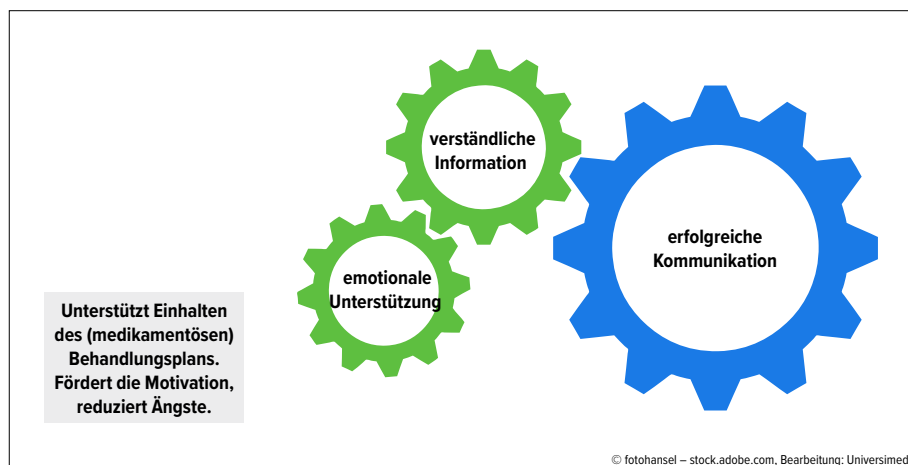 verständliche
Information
erfolgreiche
Kommunikation
emotionale
Unterstützung
Unterstützt Einhalten
des (medikamentösen)
Behandlungsplans.
Fördert die Motivation,
reduziert Ängste.
© fotohansel – stock.adobe.com, Bearbeitung: Universimed